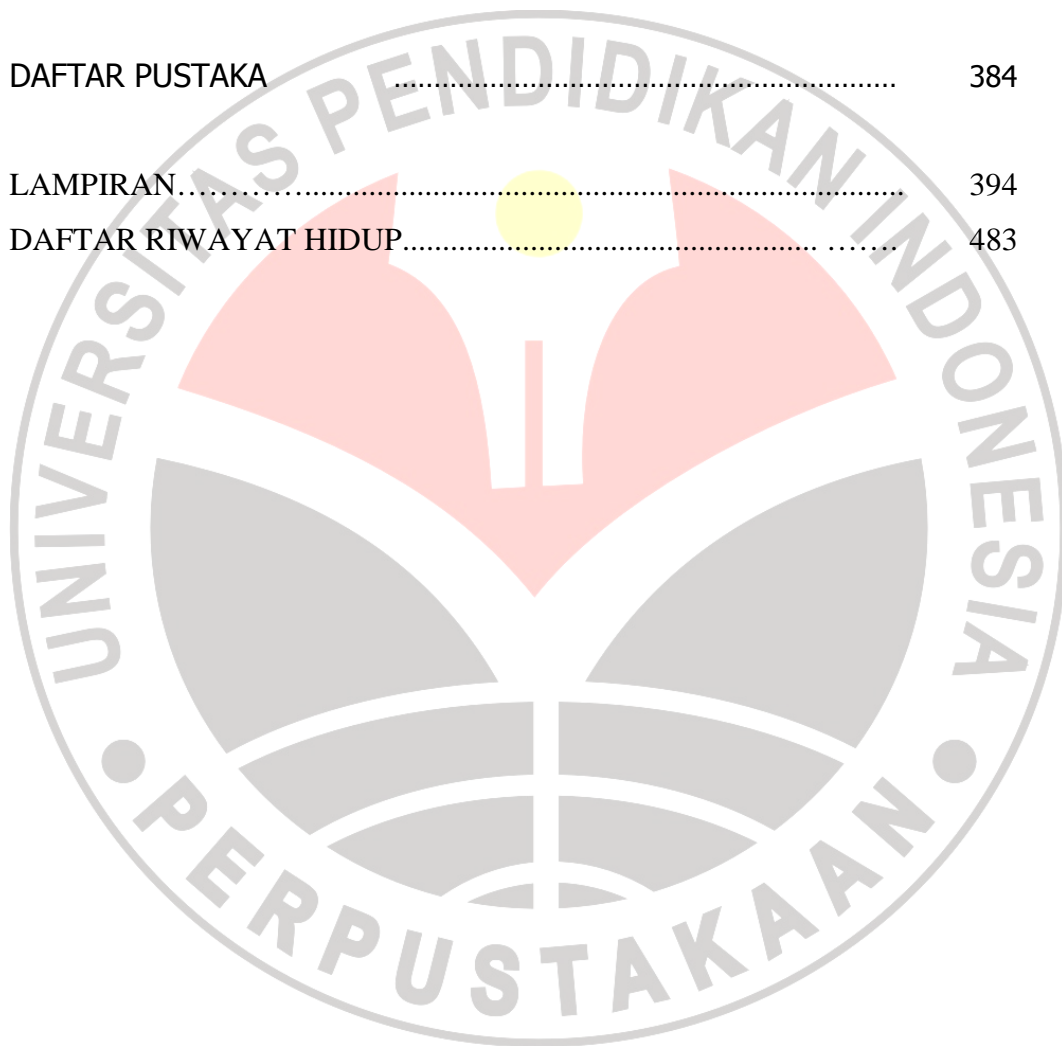 DAFTAR PUSTAKA ................................................................ 384
LAMPIRAN…………................................................................................ 394
DAFTAR RIWAYAT HIDUP.................................................... ……. 483
UNIVERSITAS PENDIDIKAN INDONESIA
PERPUSTAKAAN